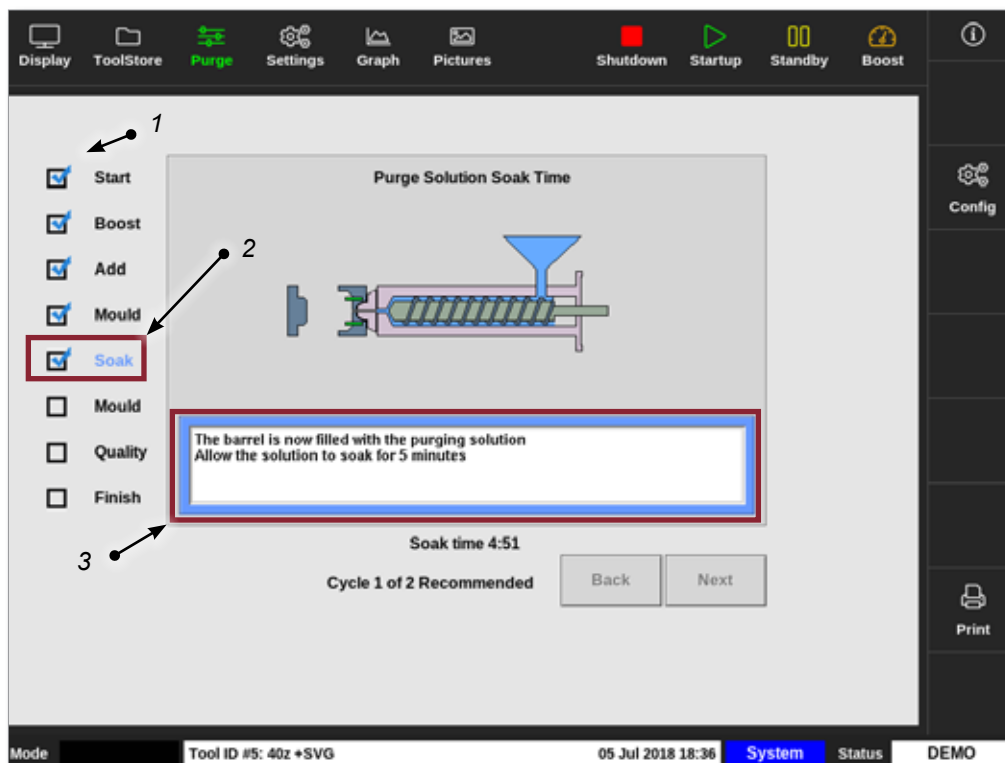 Display ToolStore Purge Settings Graph Pictures Shutdown Startup Standby Boost
1
Start
Purge Solution Soak Time
Config
Boost
2
Add
Mould
Soak
Mould
The barrel is now filled with the purging solution
Allow the solution to soak for 5 minutes
Quality
Finish
3
Soak time 4:51
Cycle 1 of 2 Recommended
Back Next
Print
Mode Tool ID #5: 40z +SVG 05 Jul 2018 18:36 System Status DEMO